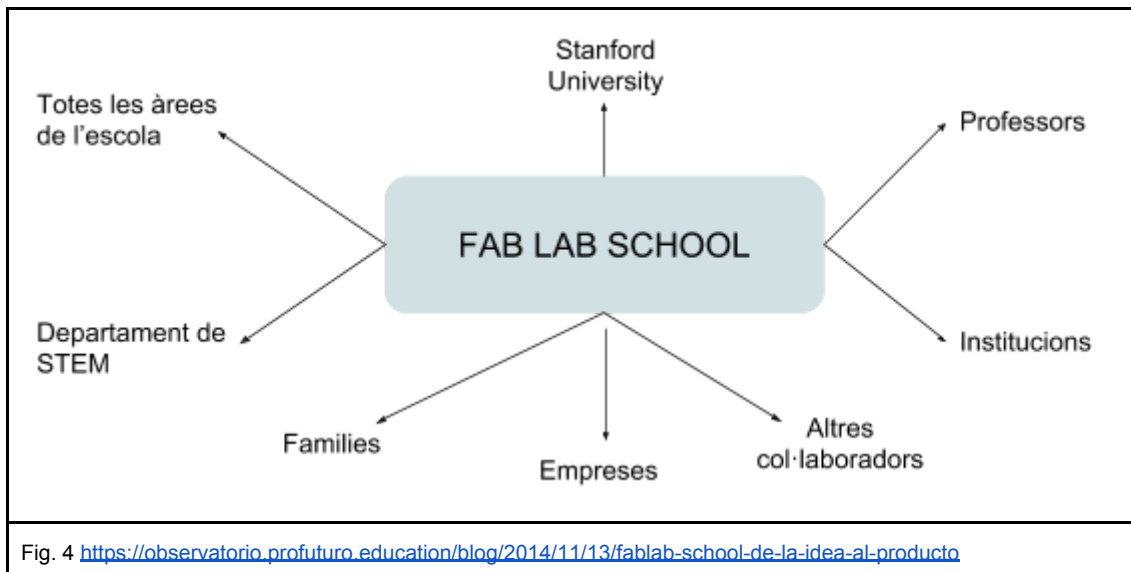 Stanford
University
Totes les àrees
de l'escola
Professors
FAB LAB SCHOOL
Departament de
STEM
Institucions
Families
Empreses
Altres
col·laboradors
Fig. 4 https://observatorio.profuturo.education/blog/2014/11/13/fablab-school-de-la-idea-al-producto